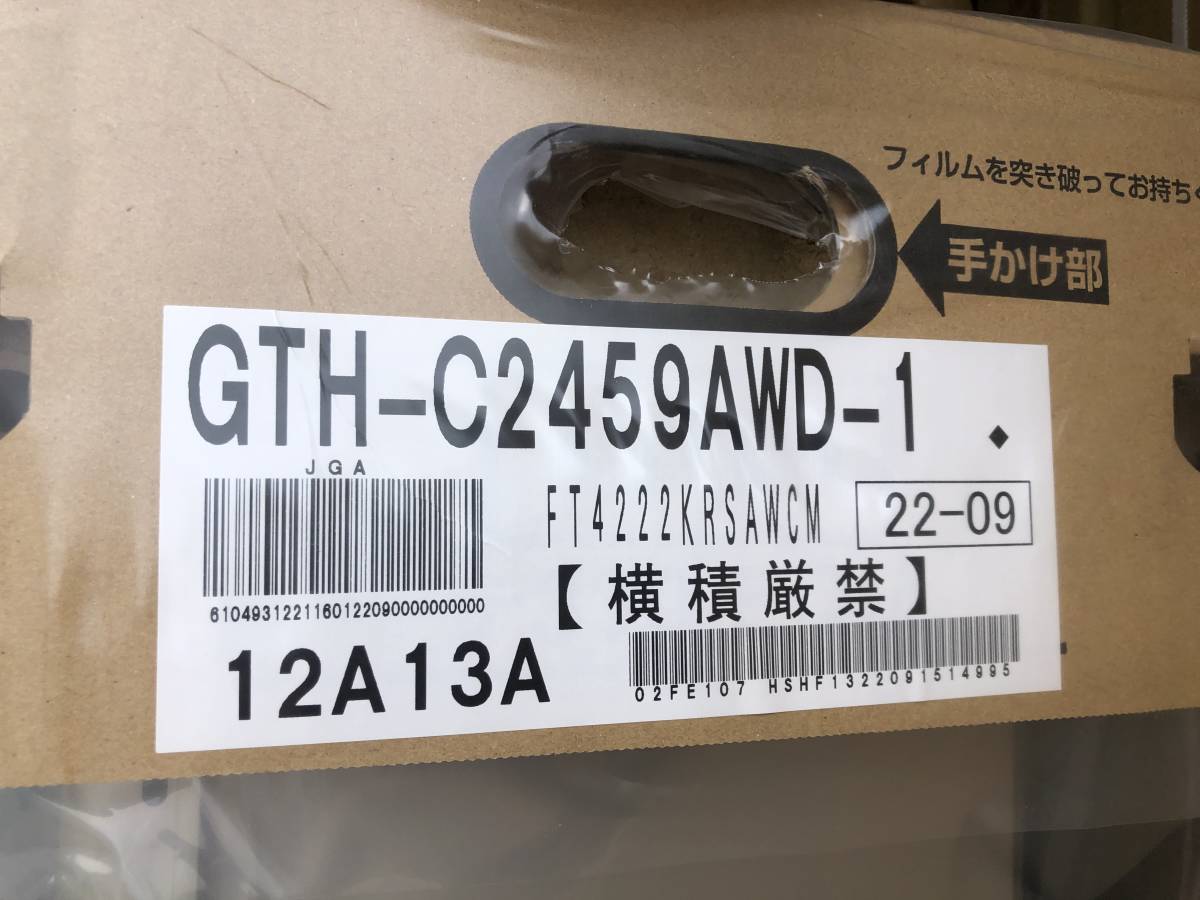 フィルムを突き破ってお持ちく
手かけ部
GTH-C2459AWD-1 ◆
JGA
FT4222KRSAWCM
22-09
6104931221160122090000000000
【横積厳禁】
12A13A
02FE107 HSHF1322091514995